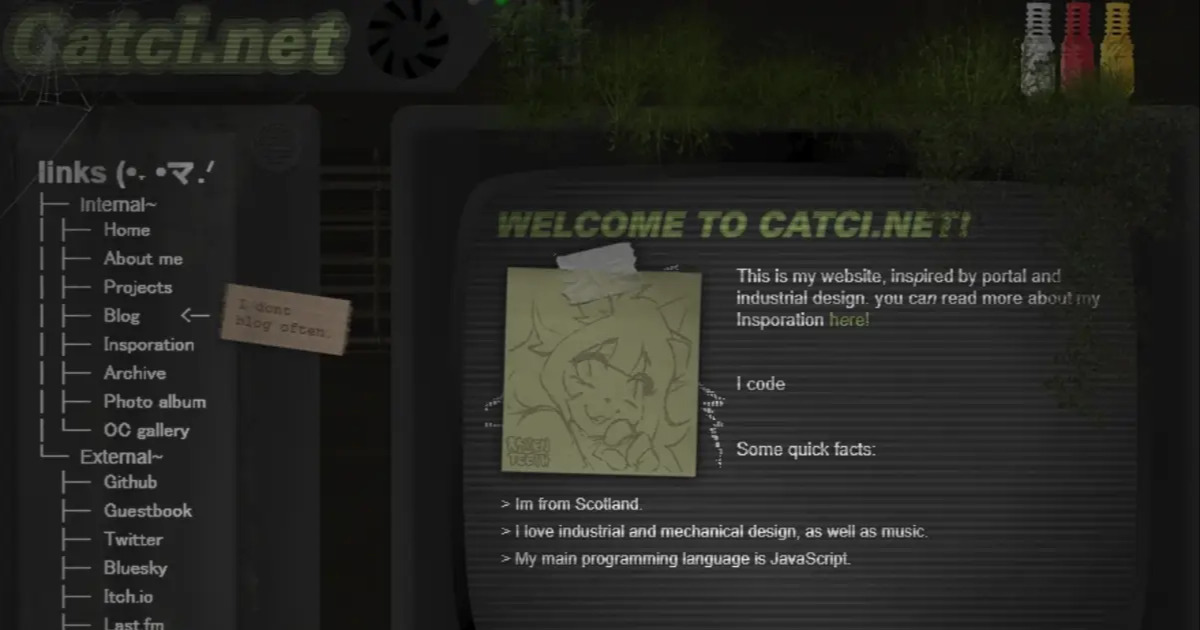 Catci.net
links (•˕ •マ.ᐟ
Internal~
Home
About me
Projects
Blog <—
I dont
blog often.
Insporation
Archive
Photo album
OC gallery
External~
Github
Guestbook
Twitter
Bluesky
Itch.io
Last fm
WELCOME TO CATCI.NET!
This is my website, inspired by portal and
industrial design. you can read more about my
Insporation here!
I code
Some quick facts:
> Im from Scotland.
> I love industrial and mechanical design, as well as music.
> My main programming language is JavaScript.